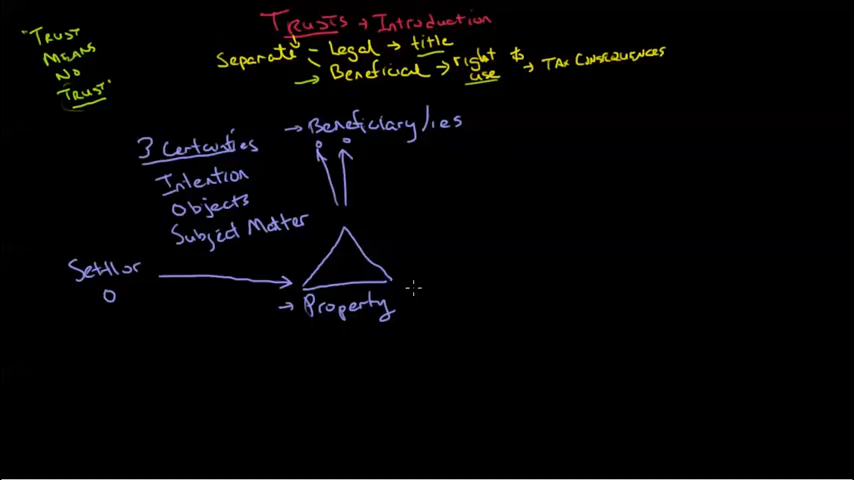 TRUSTS → Introduction
"TRUST
MEANS
NO
TRUST"
Separate - Legal → title
→ Beneficial → right $
use
→ TAX CONSEQUENCES
3 Certainties
→ Beneficiary/ies
Intention
Objects
Subject Matter
Settlor
→ Property